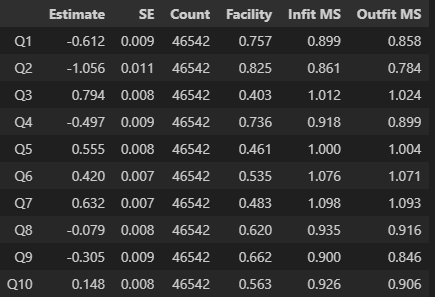 Estimate SE Count Facility Infit MS Outfit MS
Q1 -0.612 0.009 46542 0.757 0.899 0.858
Q2 -1.056 0.011 46542 0.825 0.861 0.784
Q3 0.794 0.008 46542 0.403 1.012 1.024
Q4 -0.497 0.009 46542 0.736 0.918 0.899
Q5 0.555 0.008 46542 0.461 1.000 1.004
Q6 0.420 0.007 46542 0.535 1.076 1.071
Q7 0.632 0.007 46542 0.483 1.098 1.093
Q8 -0.079 0.008 46542 0.620 0.935 0.916
Q9 -0.305 0.009 46542 0.662 0.900 0.846
Q10 0.148 0.008 46542 0.563 0.926 0.906